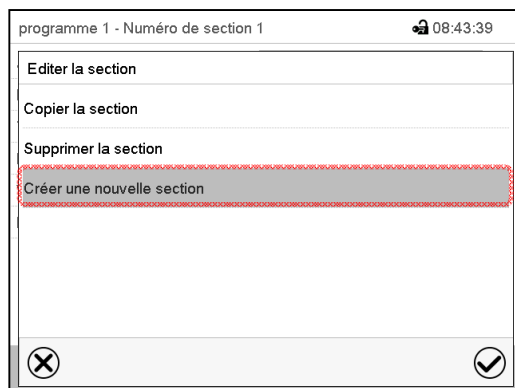 programme 1 - Numéro de section 1 08:43:39
Editer la section
Copier la section
Supprimer la section
Créer une nouvelle section